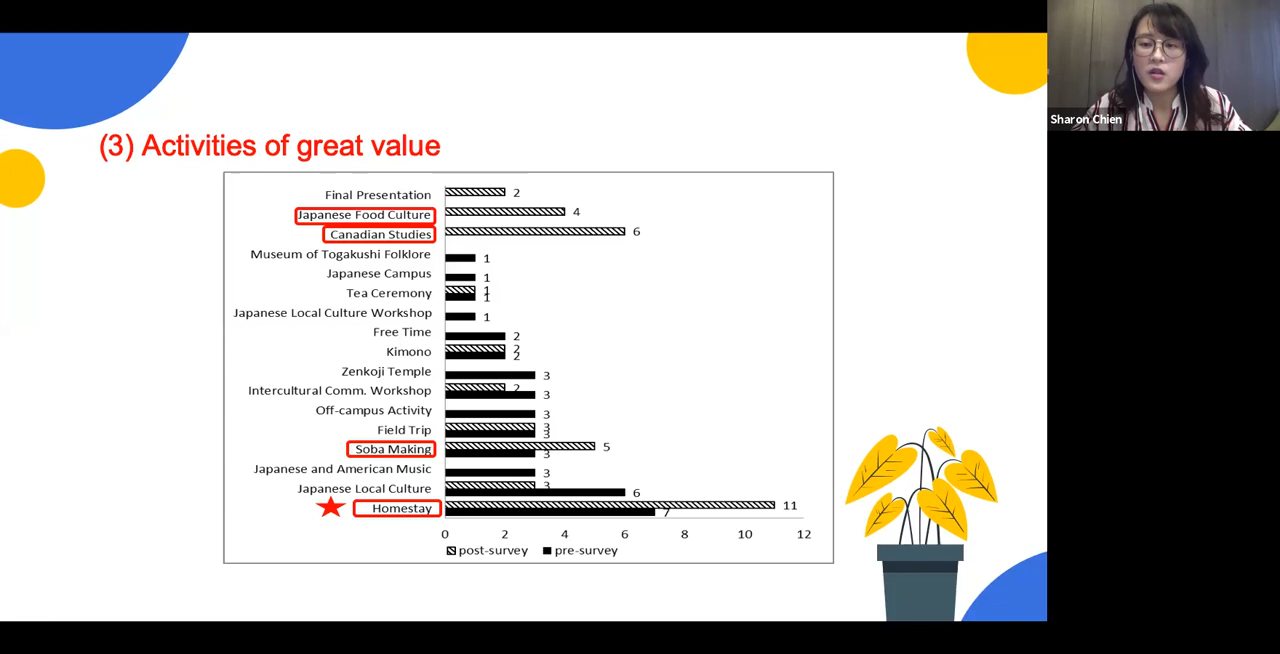 Sharon Chien
(3) Activities of great value
Final Presentation 2
Japanese Food Culture 4
Canadian Studies 6
Museum of Togakushi Folklore 1
Japanese Campus 1
Tea Ceremony 1 1
Japanese Local Culture Workshop 1
Free Time 2
Kimono 2 2
Zenkoji Temple 3
Intercultural Comm. Workshop 2 3
Off-campus Activity 3
Field Trip 3 3
Soba Making 5 3
Japanese and American Music 3
Japanese Local Culture 3 6
Homestay 11 7
0 2 4 6 8 10 12
post-survey pre-survey